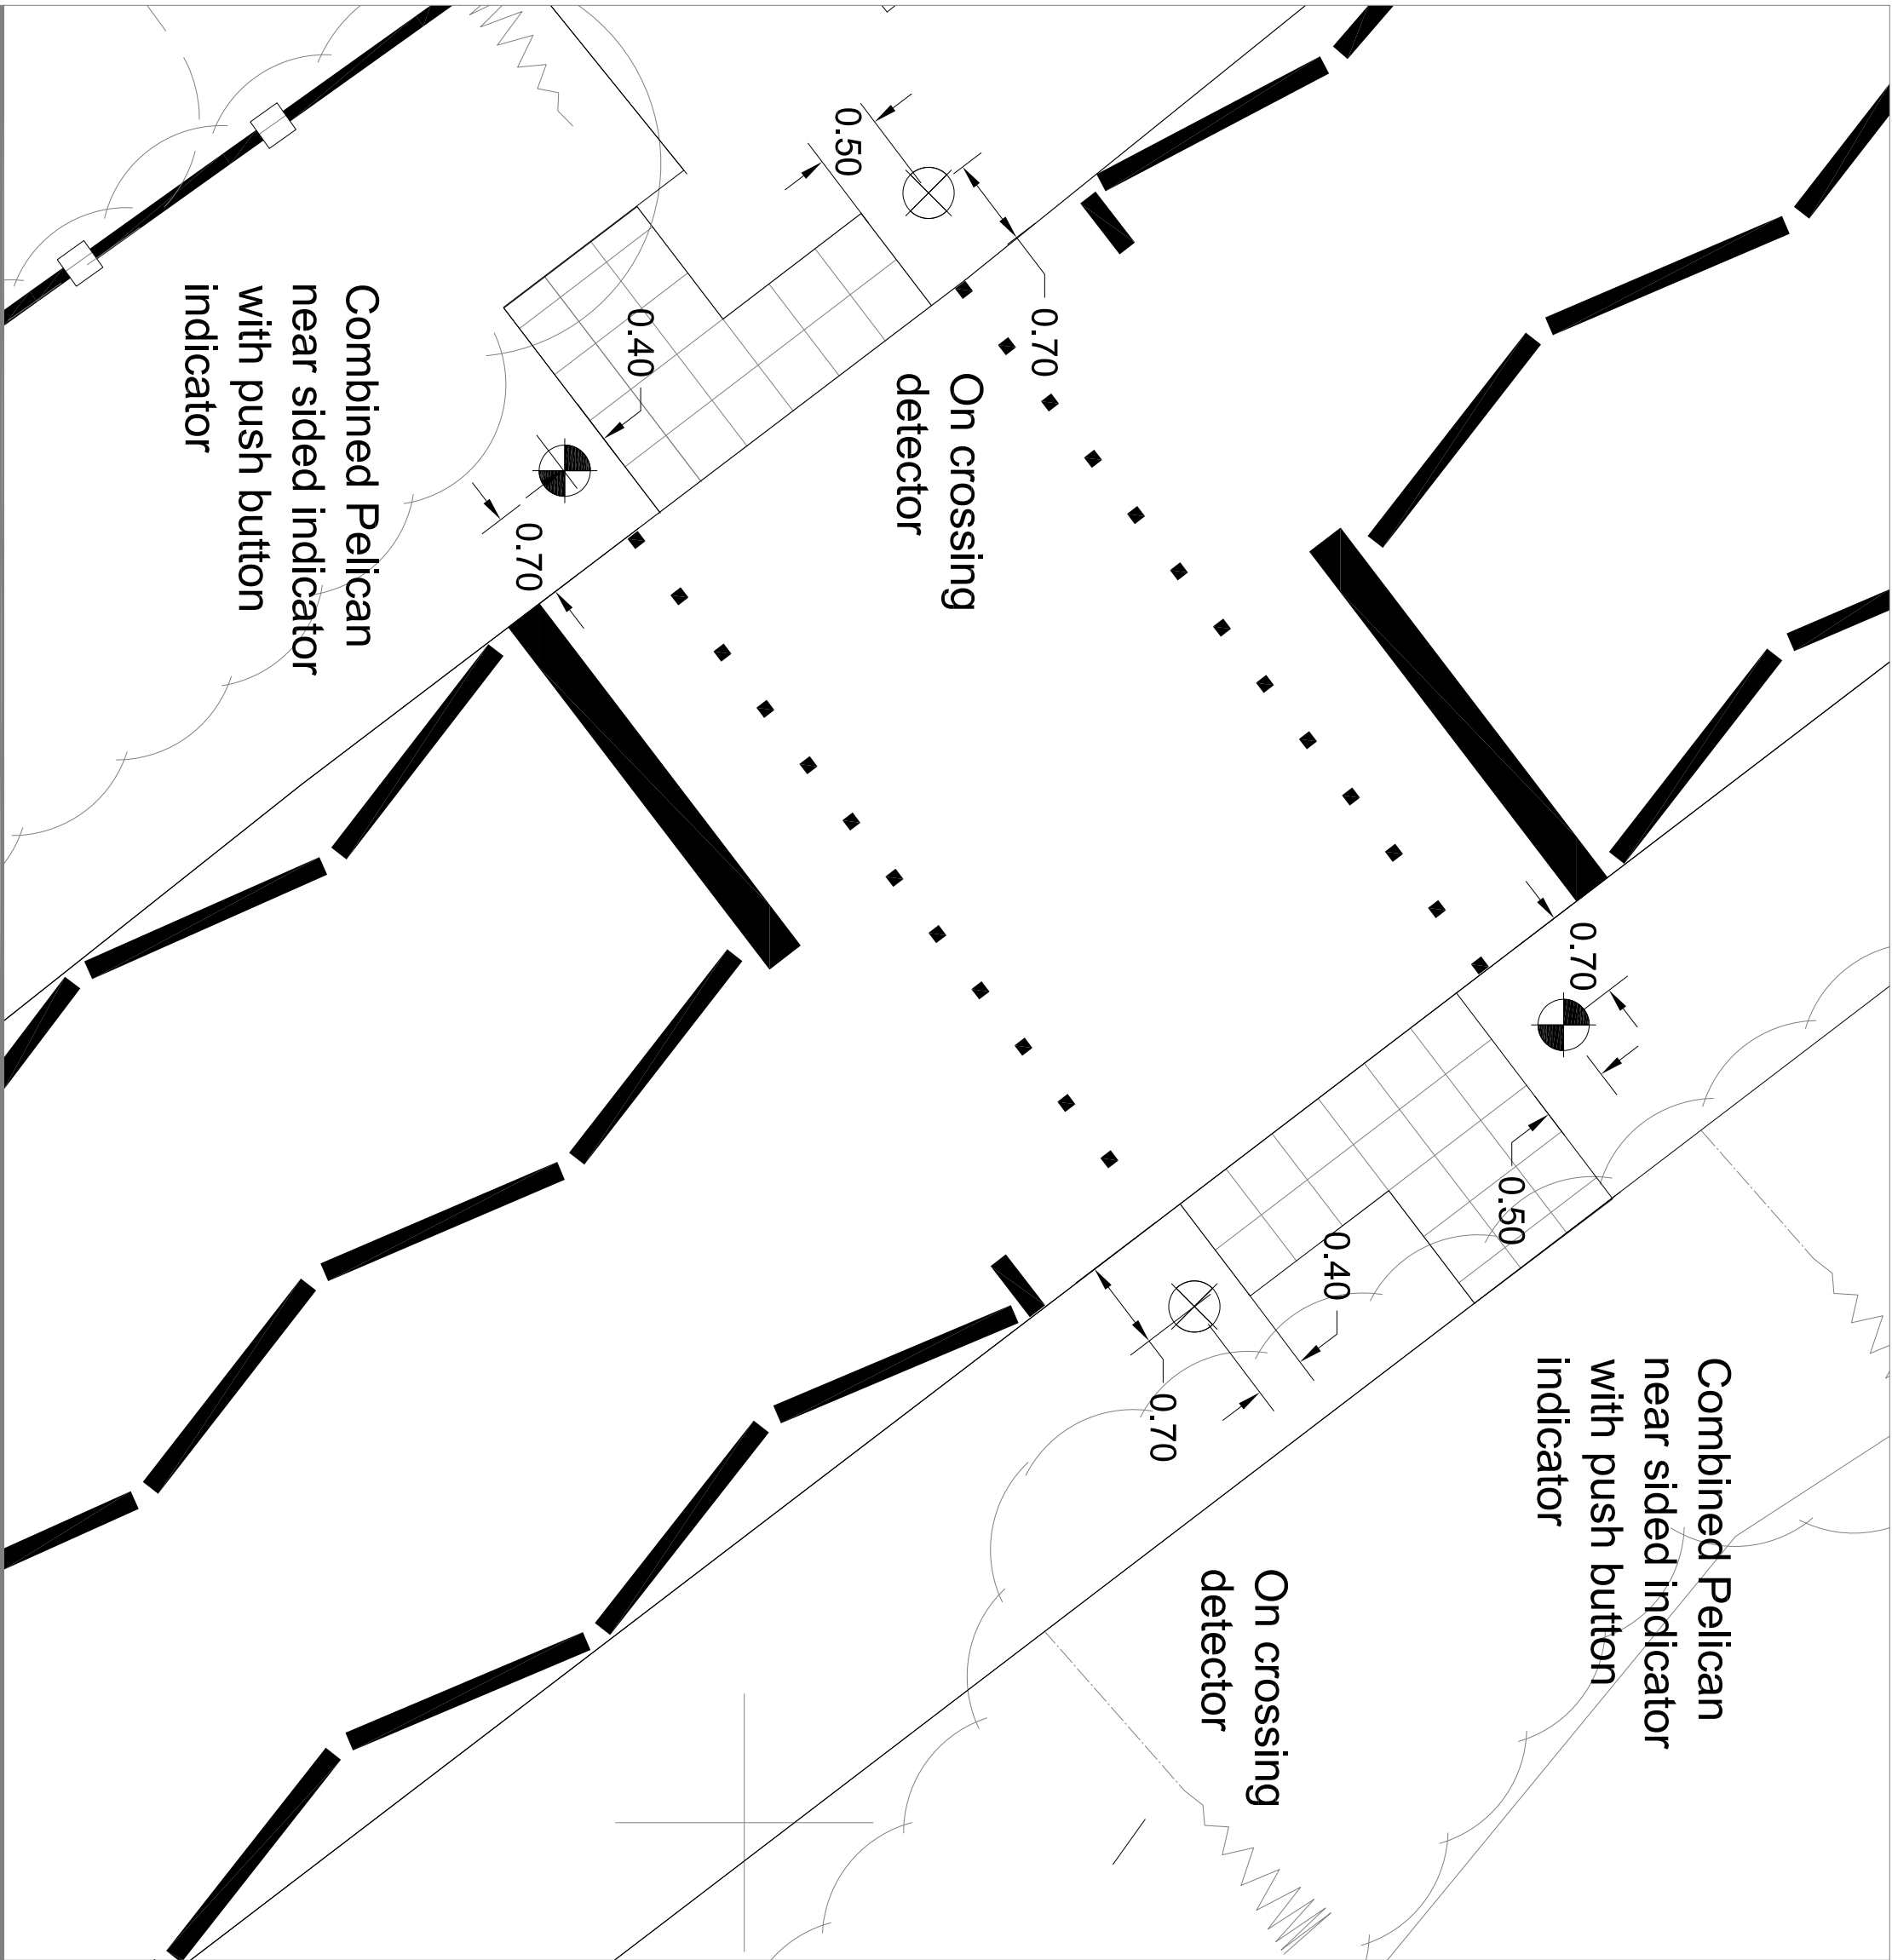 Combined Pelican
near sided indicator
with push button
indicator
On crossing
detector
0.50
0.70
0.40
0.70
0.70
0.50
0.40
0.70
Combined Pelican
near sided indicator
with push button
indicator
On crossing
detector